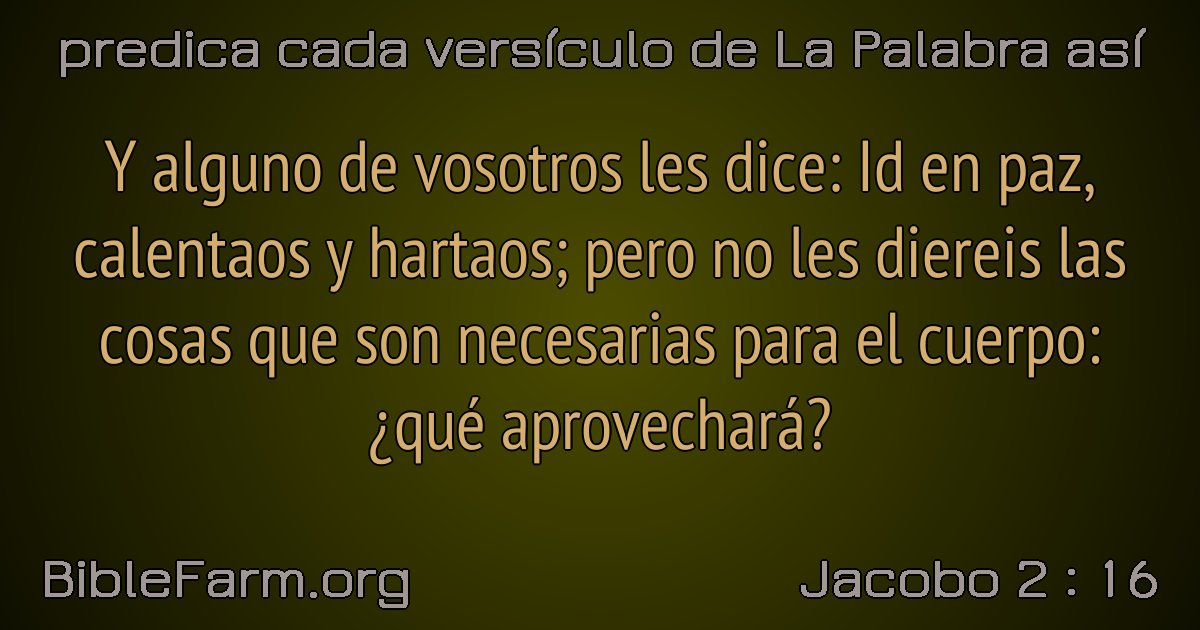 predica cada versículo de La Palabra así
Y alguno de vosotros les dice: Id en paz,
calentaos y hartaos; pero no les diereis las
cosas que son necesarias para el cuerpo:
¿qué aprovechará?
BibleFarm.org
Jacobo 2 : 16